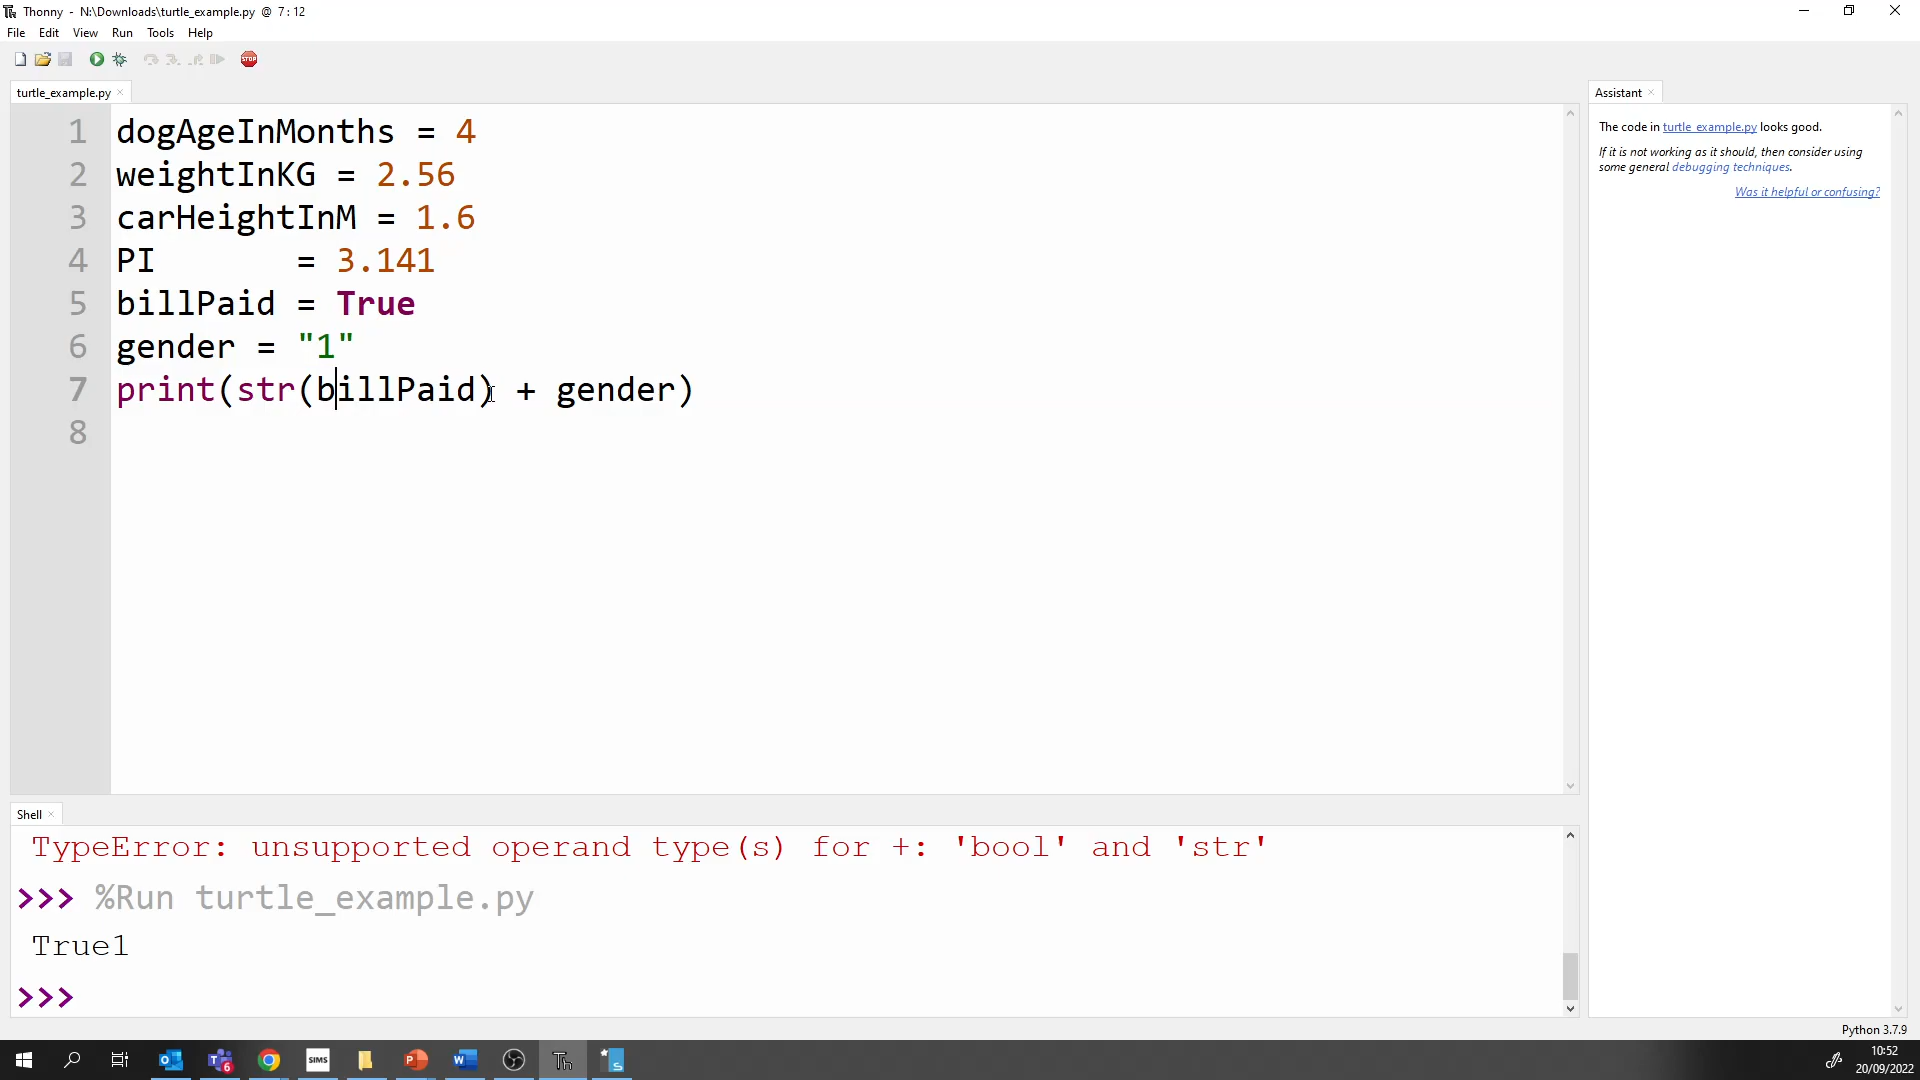 Thonny - N:\Downloads\turtle_example.py @ 7 : 12
File Edit View Run Tools Help
STOP
turtle_example.py ×
Assistant ×
1 dogAgeInMonths = 4
2 weightInKG = 2.56
3 carHeightInM = 1.6
4 PI       = 3.141
5 billPaid = True
6 gender = "1"
7 print(str(billPaid) + gender)
8
The code in turtle_example.py looks good.
If it is not working as it should, then consider using
some general debugging techniques.
Was it helpful or confusing?
Shell ×
TypeError: unsupported operand type(s) for +: 'bool' and 'str'
>>> %Run turtle_example.py
True1
>>>
Python 3.7.9
6
SIMS
P
W
Th
S
10:52
20/09/2022